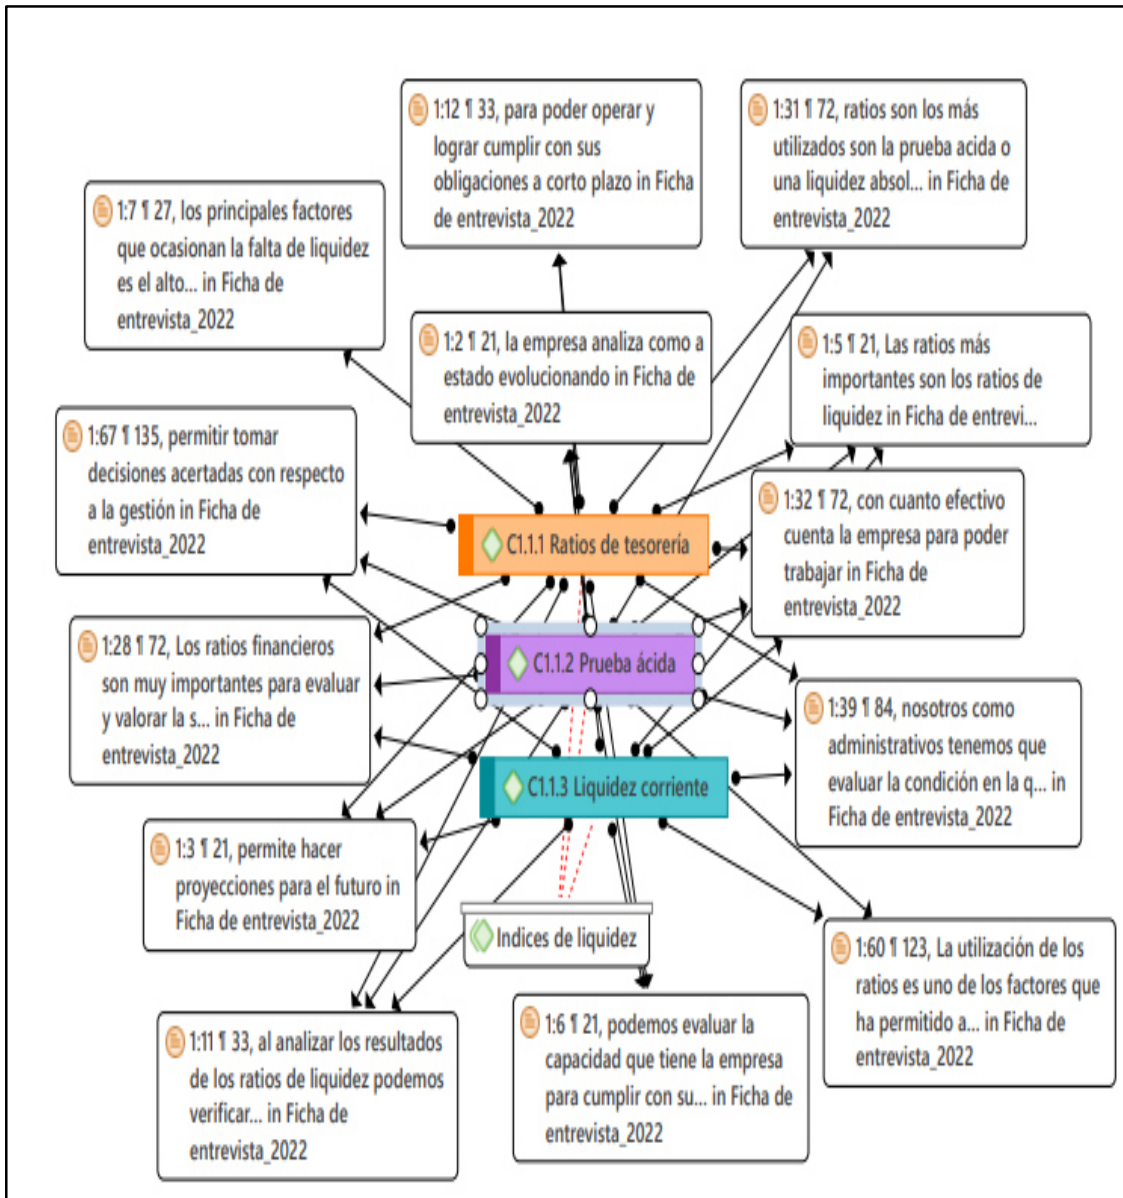 1:12 ¶ 33, para poder operar y
lograr cumplir con sus
obligaciones a corto plazo in Ficha
de entrevista_2022
1:31 ¶ 72, ratios son los más
utilizados son la prueba acida o
una liquidez absol... in Ficha de
entrevista_2022
1:7 ¶ 27, los principales factores
que ocasionan la falta de liquidez
es el alto... in Ficha de
entrevista_2022
1:2 ¶ 21, la empresa analiza como a
estado evolucionando in Ficha de
entrevista_2022
1:5 ¶ 21, Las ratios más
importantes son los ratios de
liquidez in Ficha de entrevi...
1:67 ¶ 135, permitir tomar
decisiones acertadas con respecto
a la gestión in Ficha de
entrevista_2022
1:32 ¶ 72, con cuanto efectivo
cuenta la empresa para poder
trabajar in Ficha de
entrevista_2022
C1.1.1 Ratios de tesorería
1:28 ¶ 72, Los ratios financieros
son muy importantes para evaluar
y valorar la s... in Ficha de
entrevista_2022
C1.1.2 Prueba ácida
1:39 ¶ 84, nosotros como
administrativos tenemos que
evaluar la condición en la q... in
Ficha de entrevista_2022
C1.1.3 Liquidez corriente
1:3 ¶ 21, permite hacer
proyecciones para el futuro in
Ficha de entrevista_2022
Indices de liquidez
1:60 ¶ 123, La utilización de los
ratios es uno de los factores que
ha permitido a... in Ficha de
entrevista_2022
1:11 ¶ 33, al analizar los resultados
de los ratios de liquidez podemos
verificar... in Ficha de
entrevista_2022
1:6 ¶ 21, podemos evaluar la
capacidad que tiene la empresa
para cumplir con su... in Ficha de
entrevista_2022